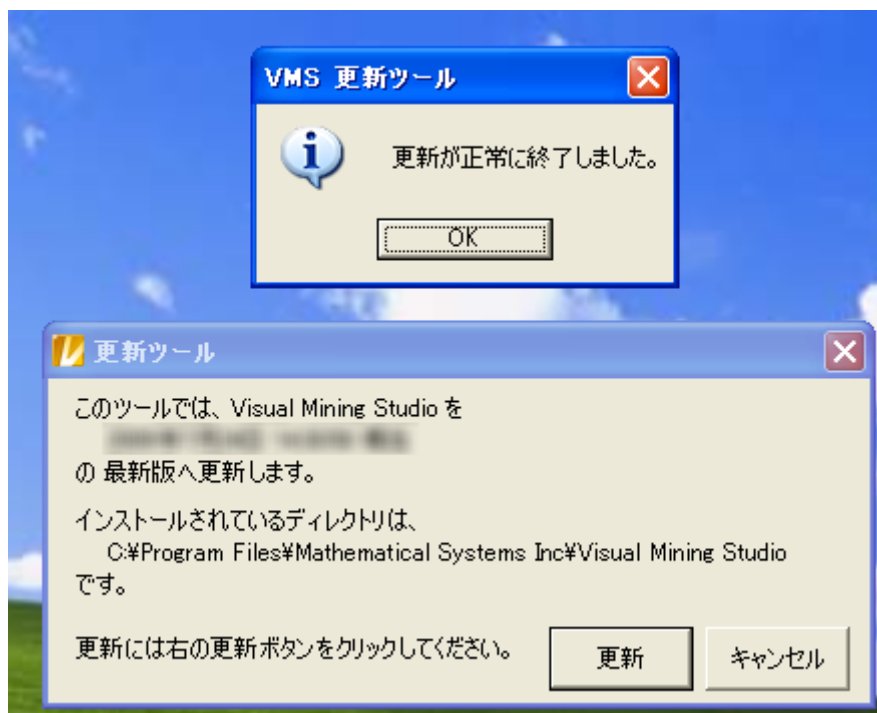 VMS 更新ツール
更新が正常に終了しました。
OK
更新ツール
このツールでは、Visual Mining Studio を
の 最新版へ更新します。
インストールされているディレクトリは、
C:¥Program Files¥Mathematical Systems Inc¥Visual Mining Studio
です。
更新には右の更新ボタンをクリックしてください。
更新
キャンセル